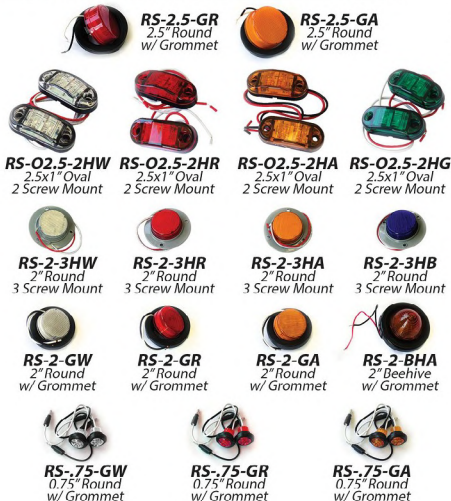 RS-2.5-GR
2.5" Round
w/ Grommet
RS-2.5-GA
2.5" Round
w/ Grommet
RS-O2.5-2HW
2.5x1" Oval
2 Screw Mount
RS-O2.5-2HR
2.5x1" Oval
2 Screw Mount
RS-O2.5-2HA
2.5x1" Oval
2 Screw Mount
RS-O2.5-2HG
2.5x1" Oval
2 Screw Mount
RS-2-3HW
2" Round
3 Screw Mount
RS-2-3HR
2" Round
3 Screw Mount
RS-2-3HA
2" Round
3 Screw Mount
RS-2-3HB
2" Round
3 Screw Mount
RS-2-GW
2" Round
w/ Grommet
RS-2-GR
2" Round
w/ Grommet
RS-2-GA
2" Round
w/ Grommet
RS-2-BHA
2" Beehive
w/ Grommet
RS-.75-GW
0.75" Round
w/ Grommet
RS-.75-GR
0.75" Round
w/ Grommet
RS-.75-GA
0.75" Round
w/ Grommet